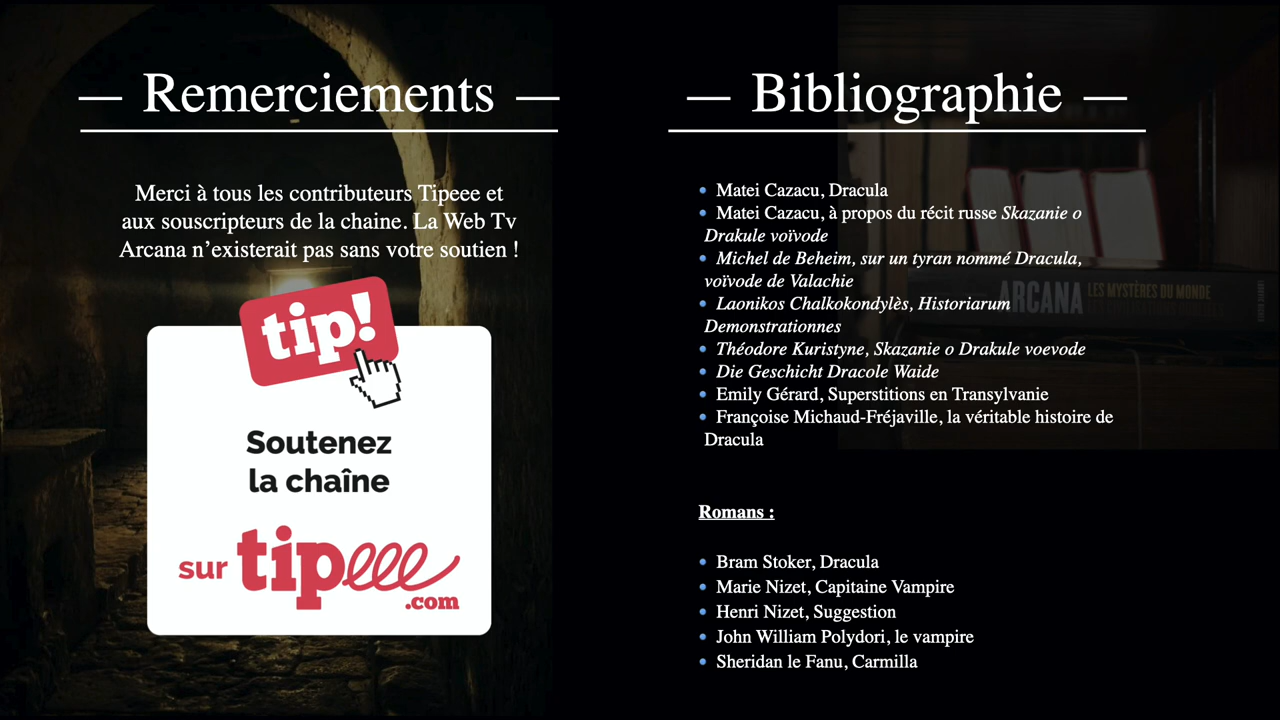 — Remerciements —
Merci à tous les contributeurs Tipeee et
aux souscripteurs de la chaine. La Web Tv
Arcana n’existerait pas sans votre soutien !
tip!
Soutenez
la chaîne
sur tipeee
.com
— Bibliographie —
• Matei Cazacu, Dracula
• Matei Cazacu, à propos du récit russe Skazanie o
Drakule voïvode
• Michel de Beheim, sur un tyran nommé Dracula,
voïvode de Valachie
• Laonikos Chalkokondylès, Historiarum
Demonstrationnes
• Théodore Kuristyne, Skazanie o Drakule voevode
• Die Geschicht Dracole Waide
• Emily Gérard, Superstitions en Transylvanie
• Françoise Michaud-Fréjaville, la véritable histoire de
Dracula
ARCANA LES MYSTÈRES DU MONDE
Romans :
• Bram Stoker, Dracula
• Marie Nizet, Capitaine Vampire
• Henri Nizet, Suggestion
• John William Polydori, le vampire
• Sheridan le Fanu, Carmilla